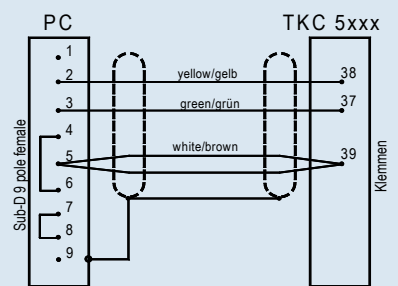 PC
TKC 5xxx
1
2
yellow/gelb
38
3
green/grün
37
4
white/brown
5
39
6
7
8
9
Sub-D 9 pole female
Klemmen